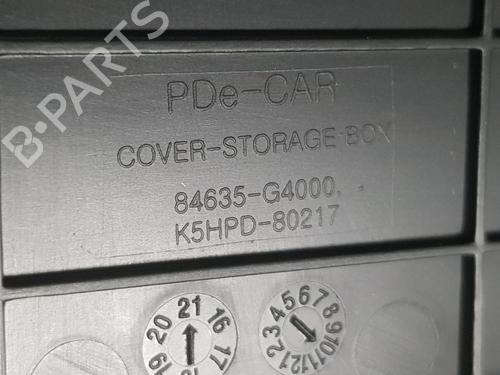 PDe-CAR
COVER-STORAGE BOX
84635-G4000,
K5HPD-80217
19 20 21 16 17
1 2 3 4 5 6 7 8 9 10 11 12
B-PARTS